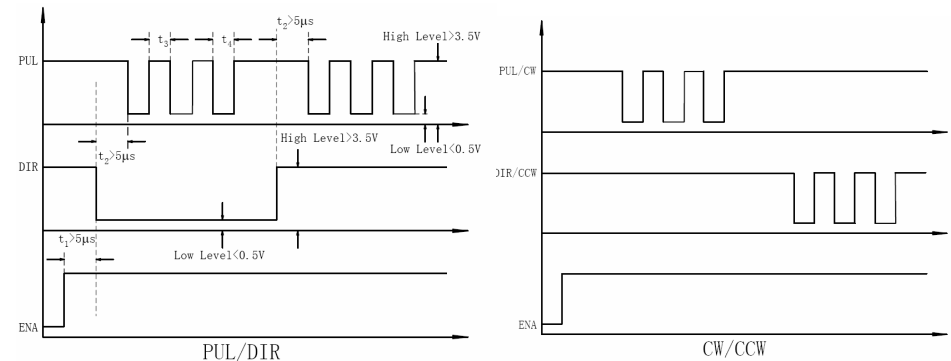 t₂>5µs
t₃
t₄
High Level>3.5V
PUL
Low Level<0.5V
t₂>5µs
High Level>3.5V
DIR
Low Level<0.5V
t₁>5µs
ENA
PUL/DIR
PUL/CW
DIR/CCW
ENA
CW/CCW